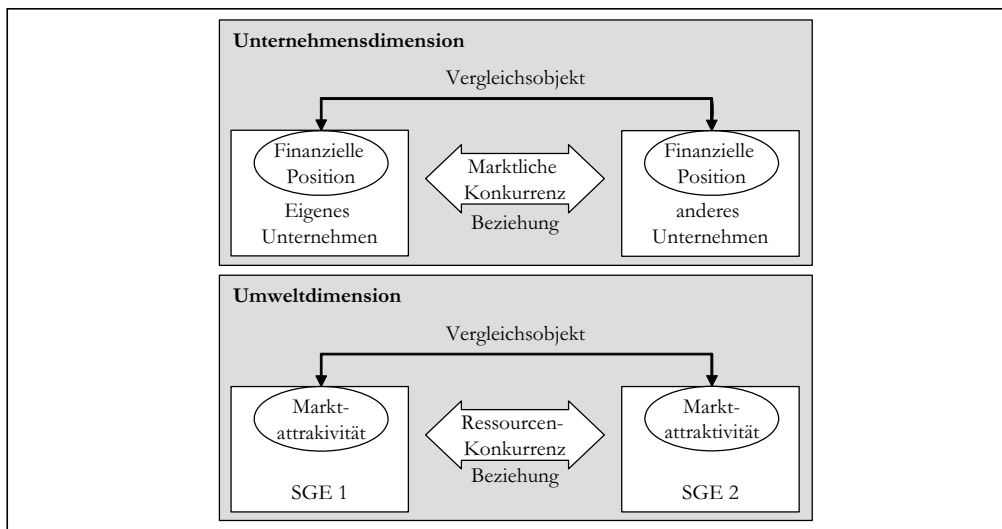 Unternehmensdimension
Vergleichsobjekt
Finanzielle
Position
Eigenes
Unternehmen
Marktliche
Konkurrenz
Beziehung
Finanzielle
Position
anderes
Unternehmen
Umweltdimension
Vergleichsobjekt
Markt-
attrakivität
SGE 1
Ressourcen-
Konkurrenz
Beziehung
Markt-
attraktivität
SGE 2